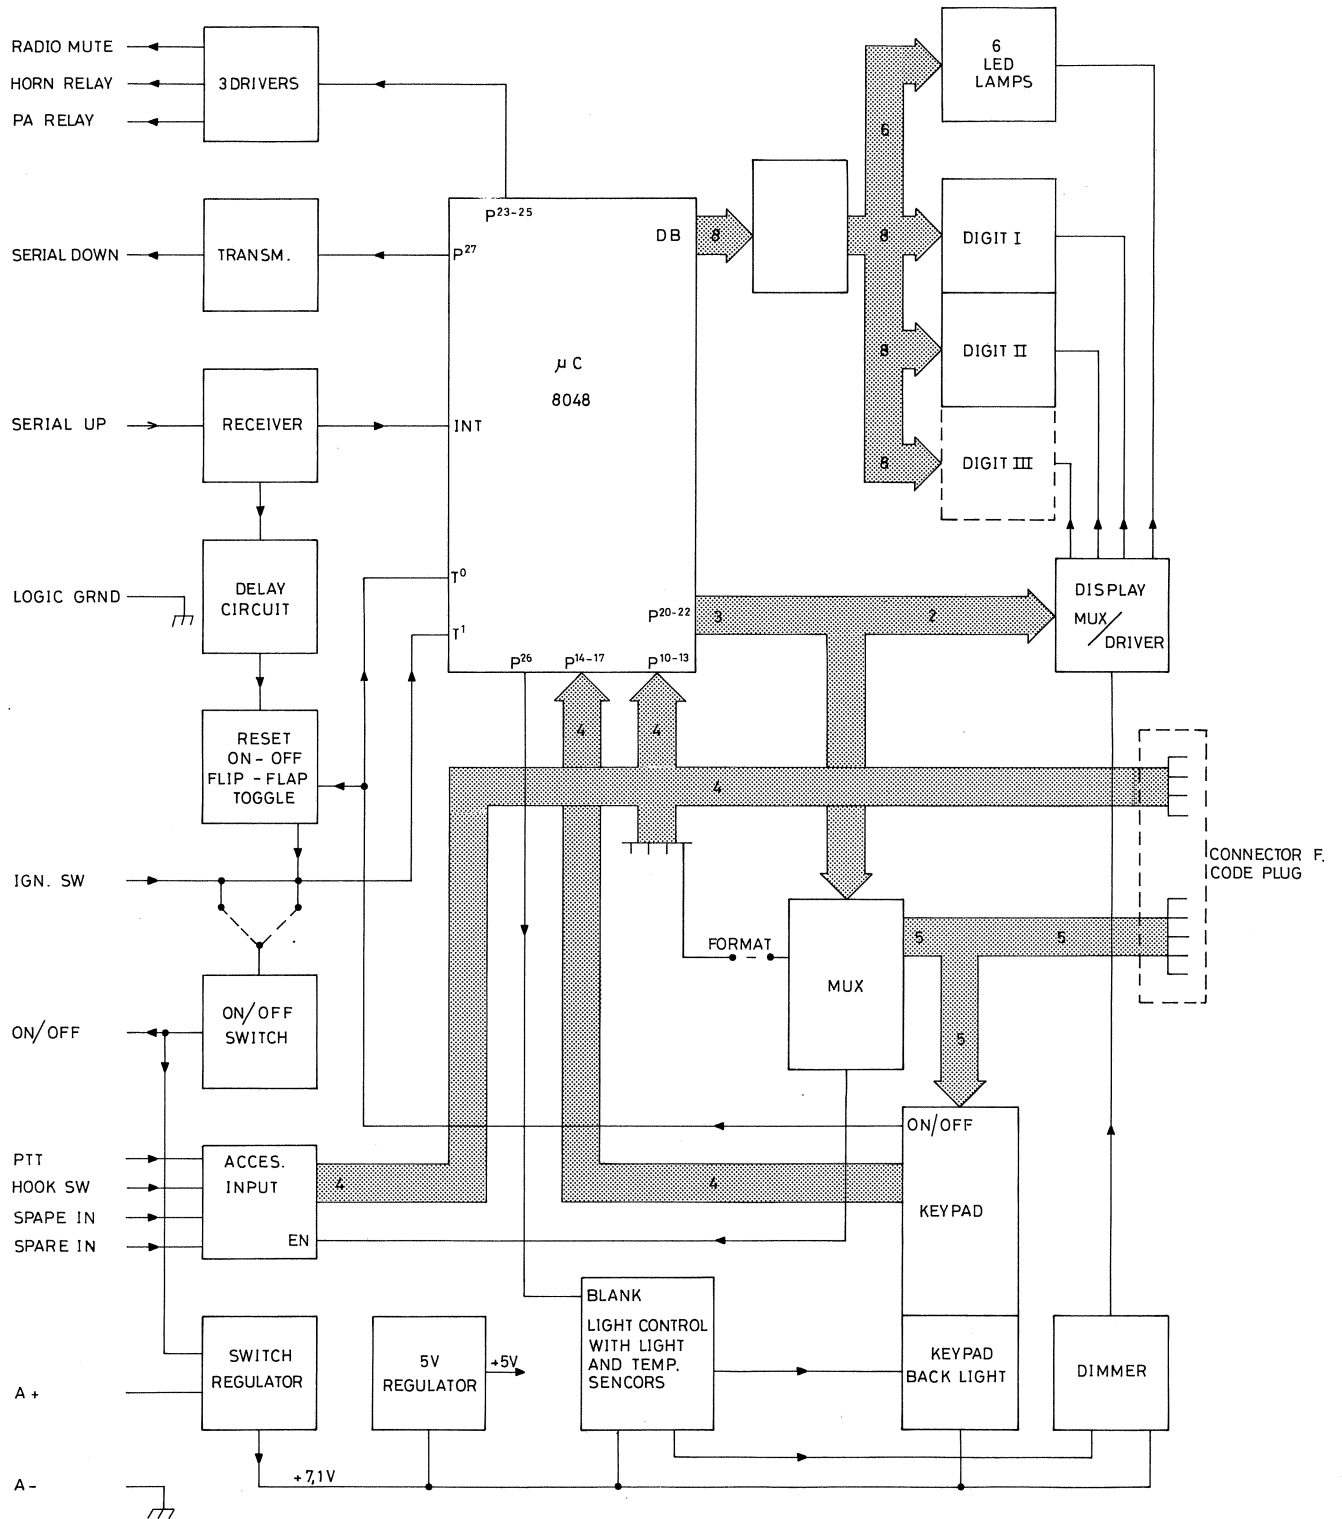 RADIO MUTE
HORN RELAY
PA RELAY
3 DRIVERS
6
LED
LAMPS
6
P23-25
SERIAL DOWN
TRANSM.
P27
DB
8
8
DIGIT I
8
DIGIT II
µC
8048
SERIAL UP
RECEIVER
INT
8
DIGIT III
LOGIC GRND
DELAY
CIRCUIT
T0
T1
P20-22
3
2
DISPLAY
MUX/
DRIVER
P26
P14-17
P10-13
4
4
RESET
ON-OFF
FLIP-FLAP
TOGGLE
4
CONNECTOR F.
CODE PLUG
IGN. SW
FORMAT
MUX
5
5
5
ON/OFF
ON/OFF
SWITCH
PTT
HOOK SW
SPAPE IN
SPARE IN
ACCES.
INPUT
EN
4
4
ON/OFF
KEYPAD
BLANK
LIGHT CONTROL
WITH LIGHT
AND TEMP.
SENCORS
SWITCH
REGULATOR
5V
REGULATOR
+5V
KEYPAD
BACK LIGHT
DIMMER
A+
+7,1V
A-